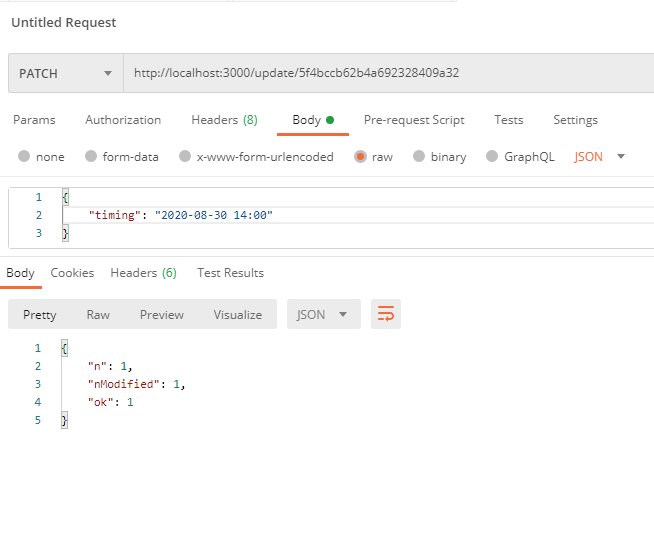 Untitled Request
PATCH http://localhost:3000/update/5f4bccb62b4a692328409a32
Params Authorization Headers (8) Body Pre-request Script Tests Settings
none form-data x-www-form-urlencoded raw binary GraphQL JSON
1 {
2 "timing": "2020-08-30 14:00"
3 }
Body Cookies Headers (6) Test Results
Pretty Raw Preview Visualize JSON
1 {
2 "n": 1,
3 "nModified": 1,
4 "ok": 1
5 }